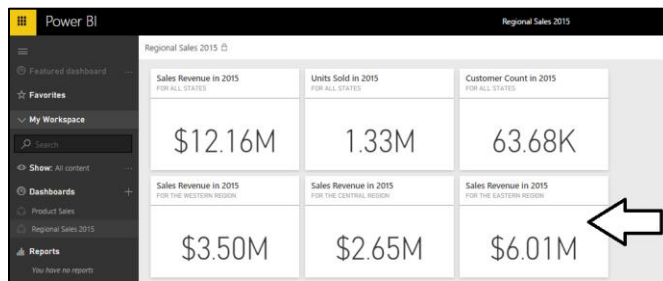 Power BI
Regional Sales 2015
Regional Sales 2015
Featured dashboard
Favorites
My Workspace
Search
Show: All content
Dashboards
Product Sales
Regional Sales 2015
Reports
You have no reports
Sales Revenue in 2015
FOR ALL STATES
$12.16M
Units Sold in 2015
FOR ALL STATES
1.33M
Customer Count in 2015
FOR ALL STATES
63.68K
Sales Revenue in 2015
FOR THE WESTERN REGION
$3.50M
Sales Revenue in 2015
FOR THE CENTRAL REGION
$2.65M
Sales Revenue in 2015
FOR THE EASTERN REGION
$6.01M